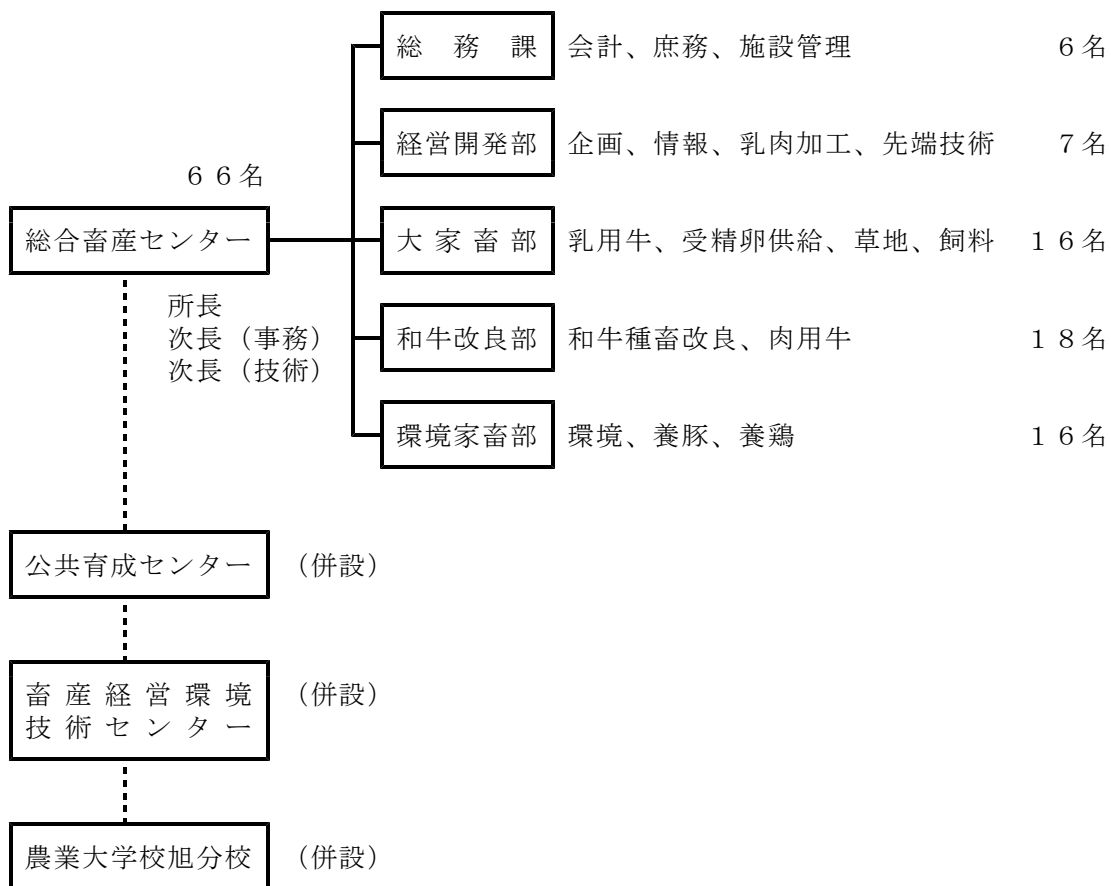 総務課 会計、庶務、施設管理 6名
経営開発部 企画、情報、乳肉加工、先端技術 7名
66名
総合畜産センター
大家畜部 乳用牛、受精卵供給、草地、飼料 16名
所長
次長(事務)
次長(技術)
和牛改良部 和牛種畜改良、肉用牛 18名
環境家畜部 環境、養豚、養鶏 16名
公共育成センター (併設)
畜産経営環境
技術センター
(併設)
農業大学校旭分校 (併設)